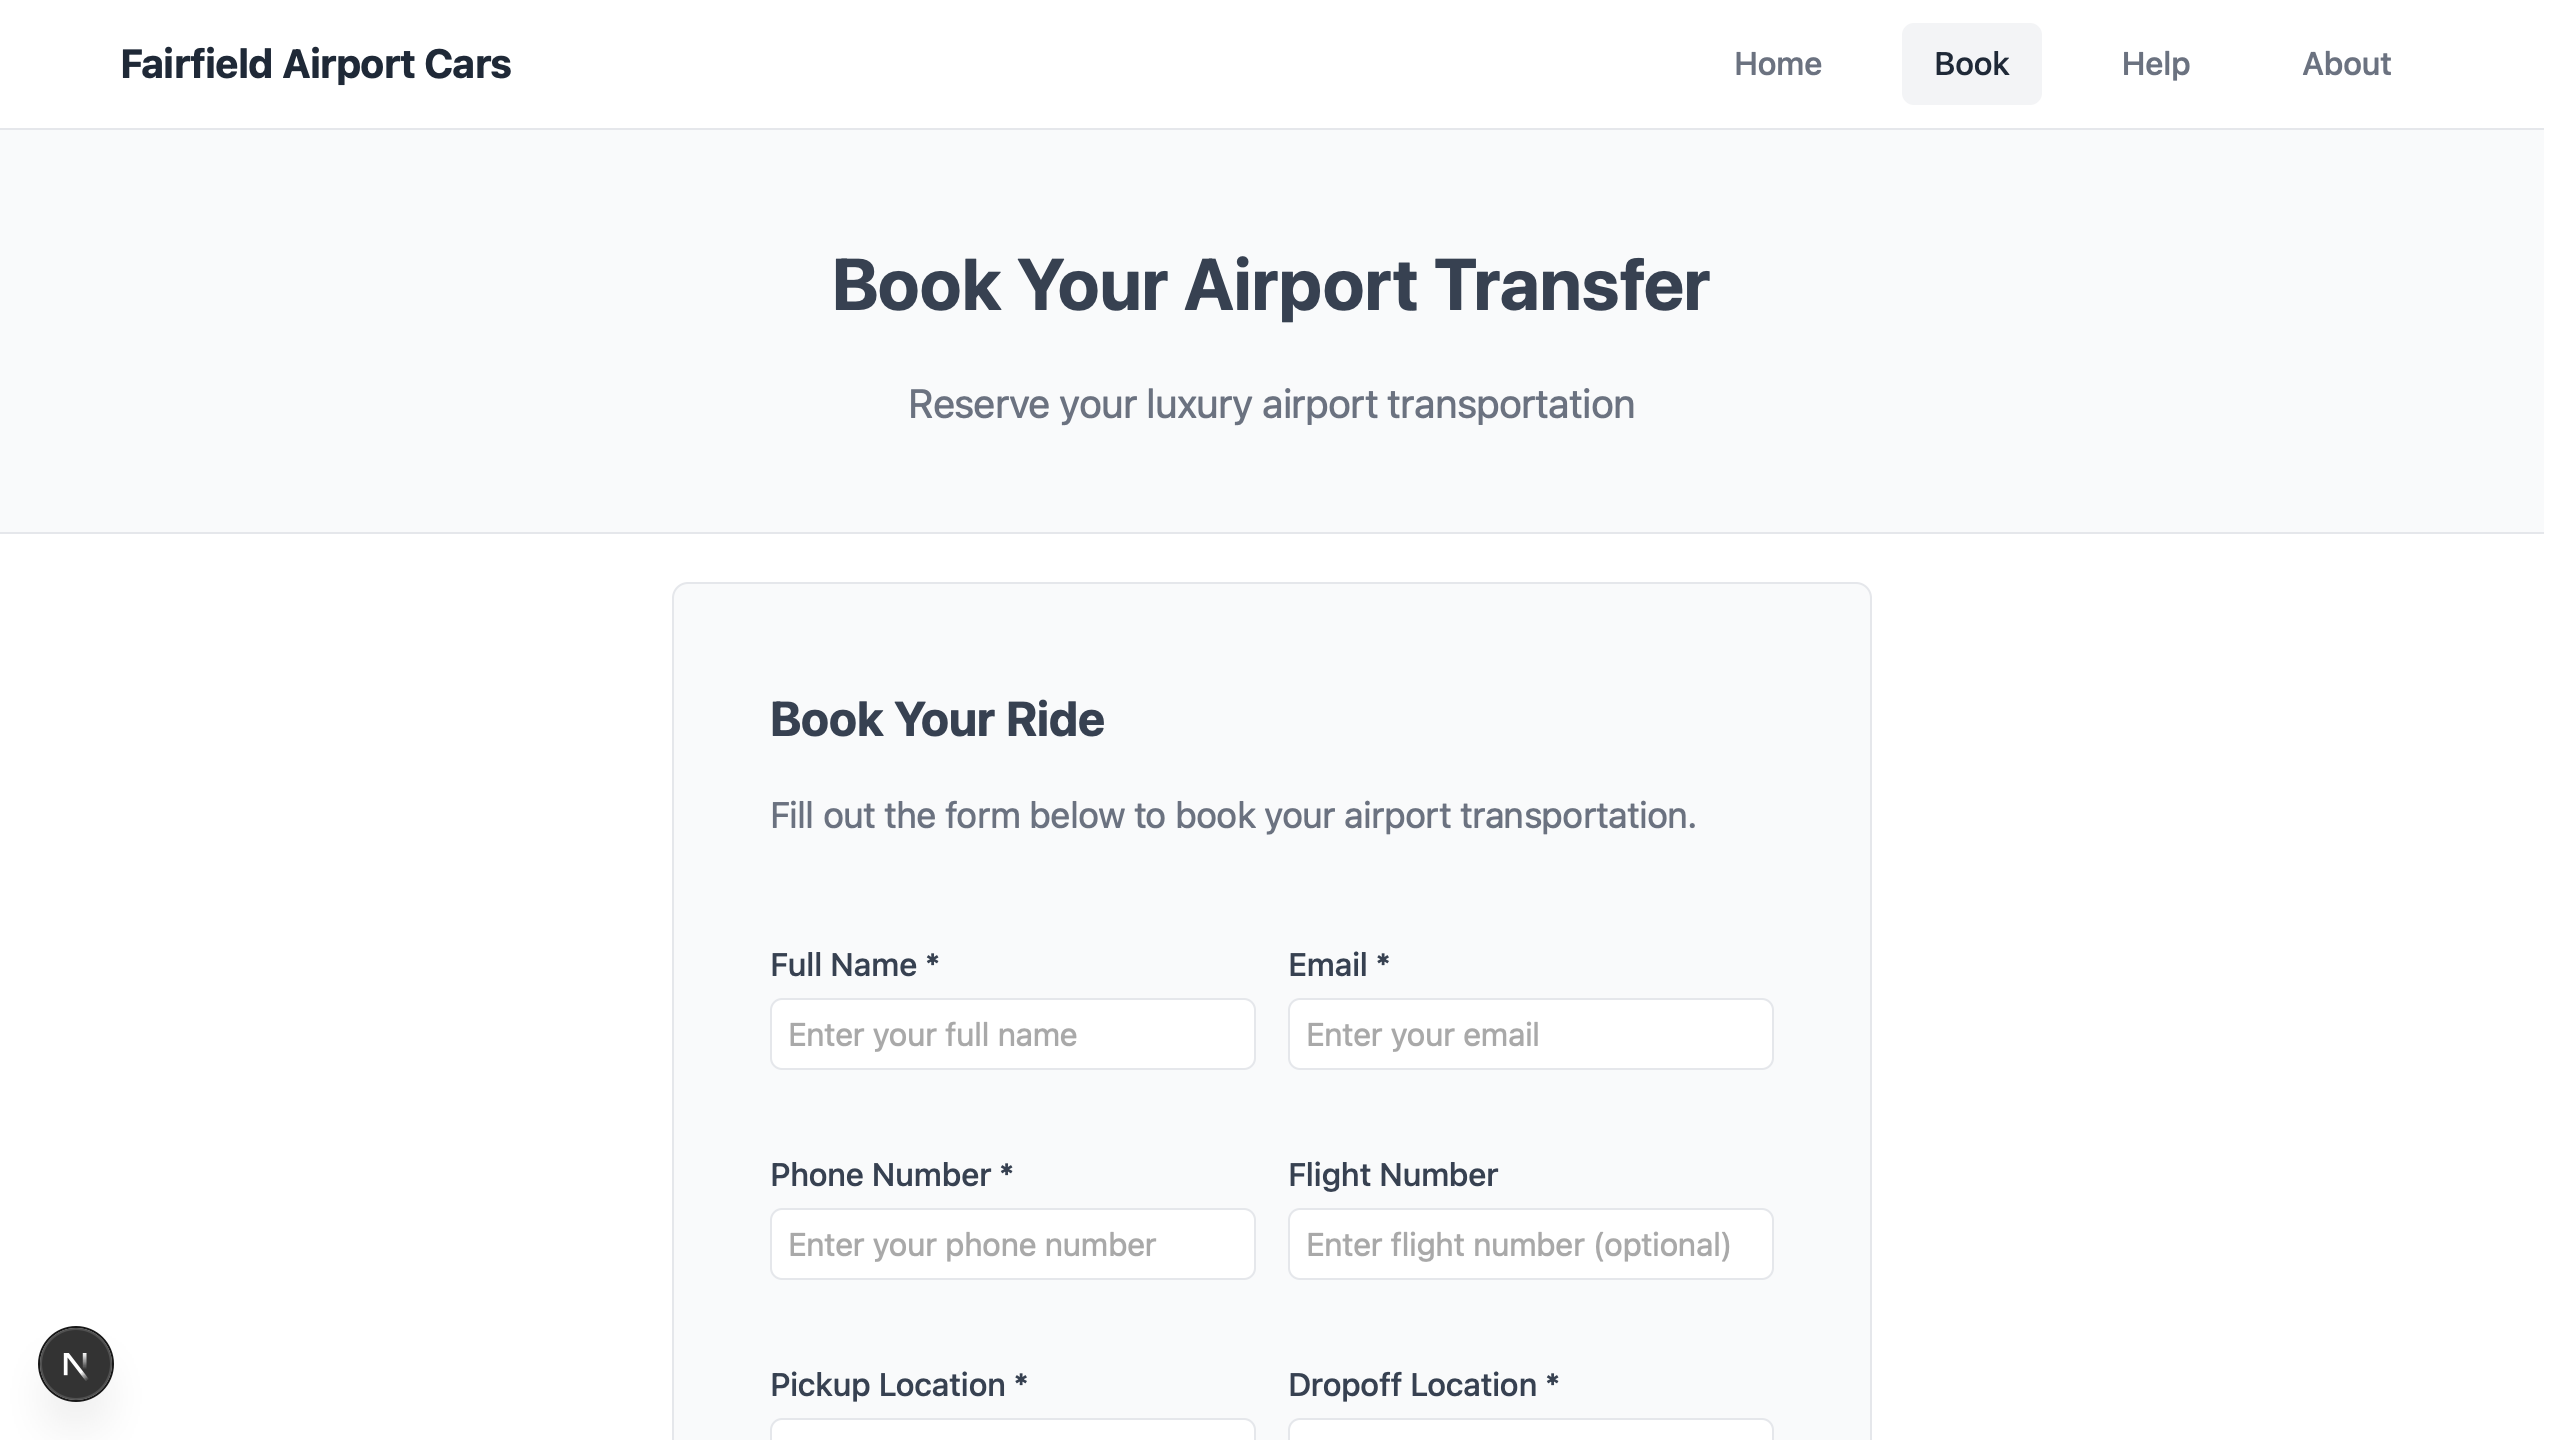 Fairfield Airport Cars
Home
Book
Help
About
Book Your Airport Transfer
Reserve your luxury airport transportation
Book Your Ride
Fill out the form below to book your airport transportation.
Full Name *
Email *
Enter your full name
Enter your email
Phone Number *
Flight Number
Enter your phone number
Enter flight number (optional)
Pickup Location *
Dropoff Location *
N